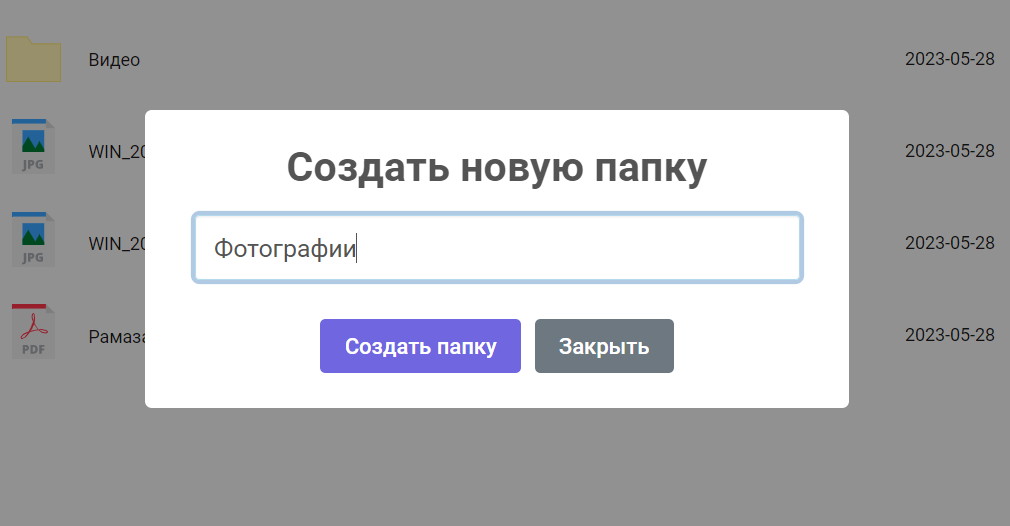 Видео 2023-05-28
JPG
WIN_20 2023-05-28
Создать новую папку
JPG
WIN_20 2023-05-28
Фотографии
PDF
Рамаза 2023-05-28
Создать папку Закрыть